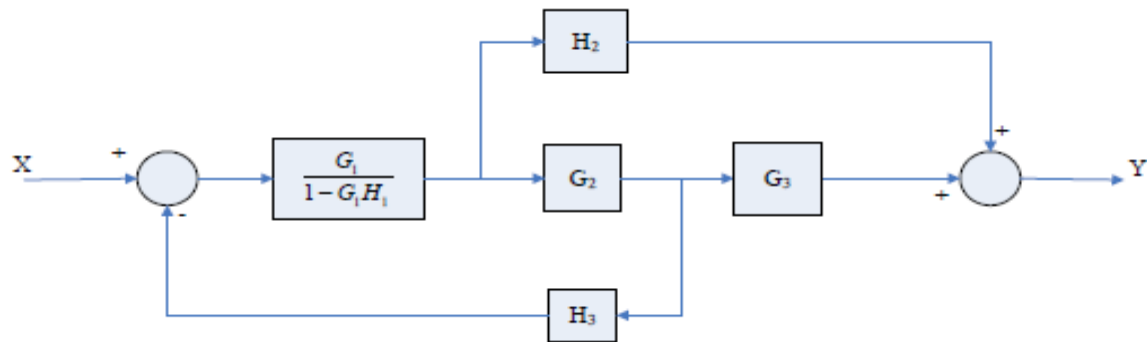 H₂
+
X
+
G₁
1 − G₁H₁
G₂
G₃
+
Y
-
H₃